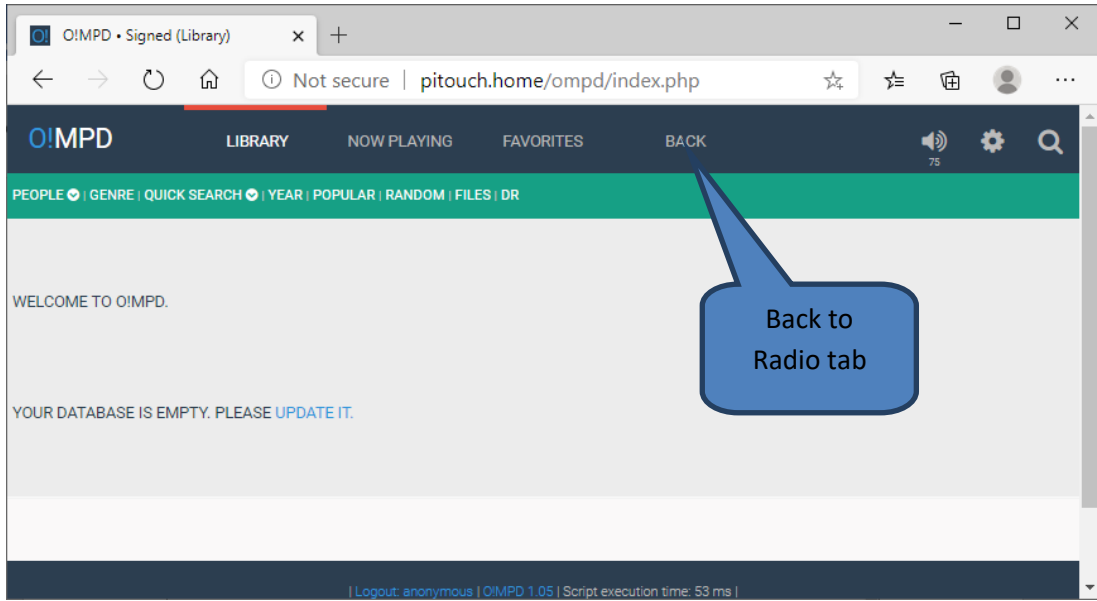 O! O!MPD • Signed (Library)
Not secure | pitouch.home/ompd/index.php
O!MPD LIBRARY NOW PLAYING FAVORITES BACK 75
PEOPLE | GENRE | QUICK SEARCH | YEAR | POPULAR | RANDOM | FILES | DR
WELCOME TO O!MPD.
Back to
Radio tab
YOUR DATABASE IS EMPTY. PLEASE UPDATE IT.
| Logout: anonymous | O!MPD 1.05 | Script execution time: 53 ms |